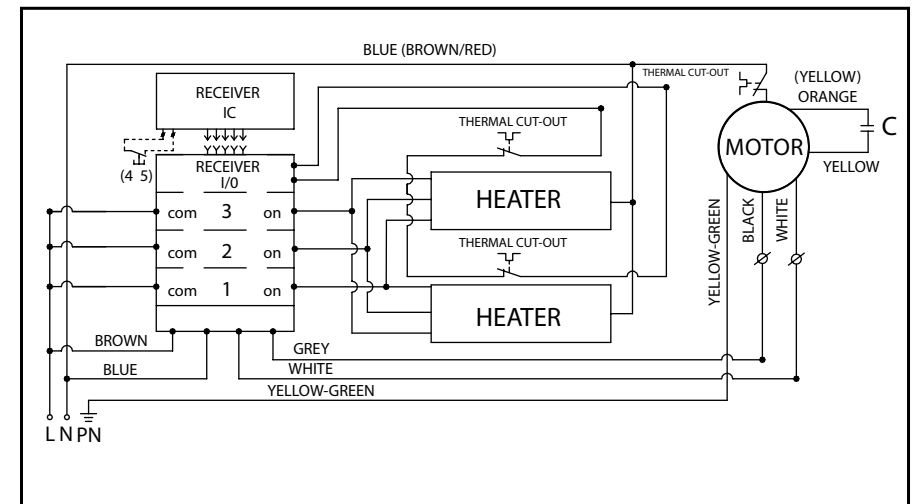 BLUE (BROWN/RED)
THERMAL CUT-OUT
(YELLOW)
ORANGE
RECEIVER
IC
THERMAL CUT-OUT
C
MOTOR
YELLOW
(4 5)
RECEIVER
I/0
HEATER
com 3 on
com 2 on
com 1 on
THERMAL CUT-OUT
HEATER
YELLOW-GREEN
BLACK
WHITE
BROWN
GREY
BLUE
WHITE
YELLOW-GREEN
L N PN